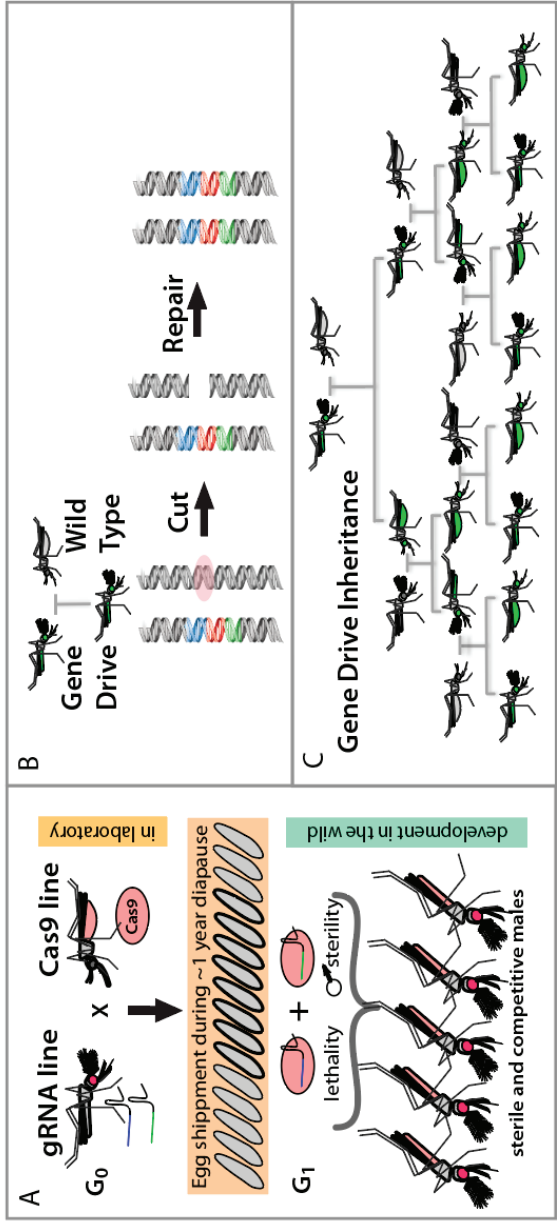 A
gRNA line
Cas9 line
G0
x
Cas9
in laboratory
Egg shippment during ~1 year diapause
G1
lethality
+
♂ sterility
development in the wild
sterile and competitive males
B
Gene
Drive
Wild
Type
Cut
Repair
C
Gene Drive Inheritance